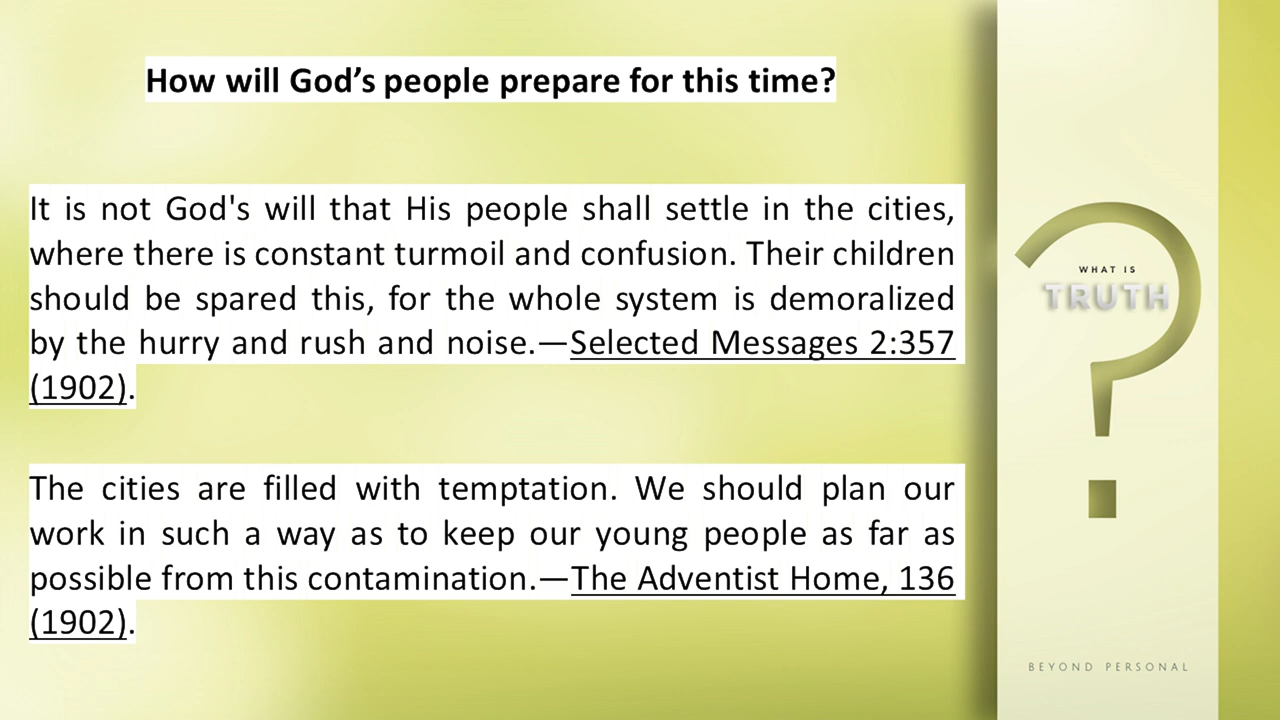 How will God’s people prepare for this time?
It is not God's will that His people shall settle in the cities,
where there is constant turmoil and confusion. Their children
should be spared this, for the whole system is demoralized
by the hurry and rush and noise.—Selected Messages 2:357
(1902).
The cities are filled with temptation. We should plan our
work in such a way as to keep our young people as far as
possible from this contamination.—The Adventist Home, 136
(1902).
WHAT IS
TRUTH
BEYOND PERSONAL